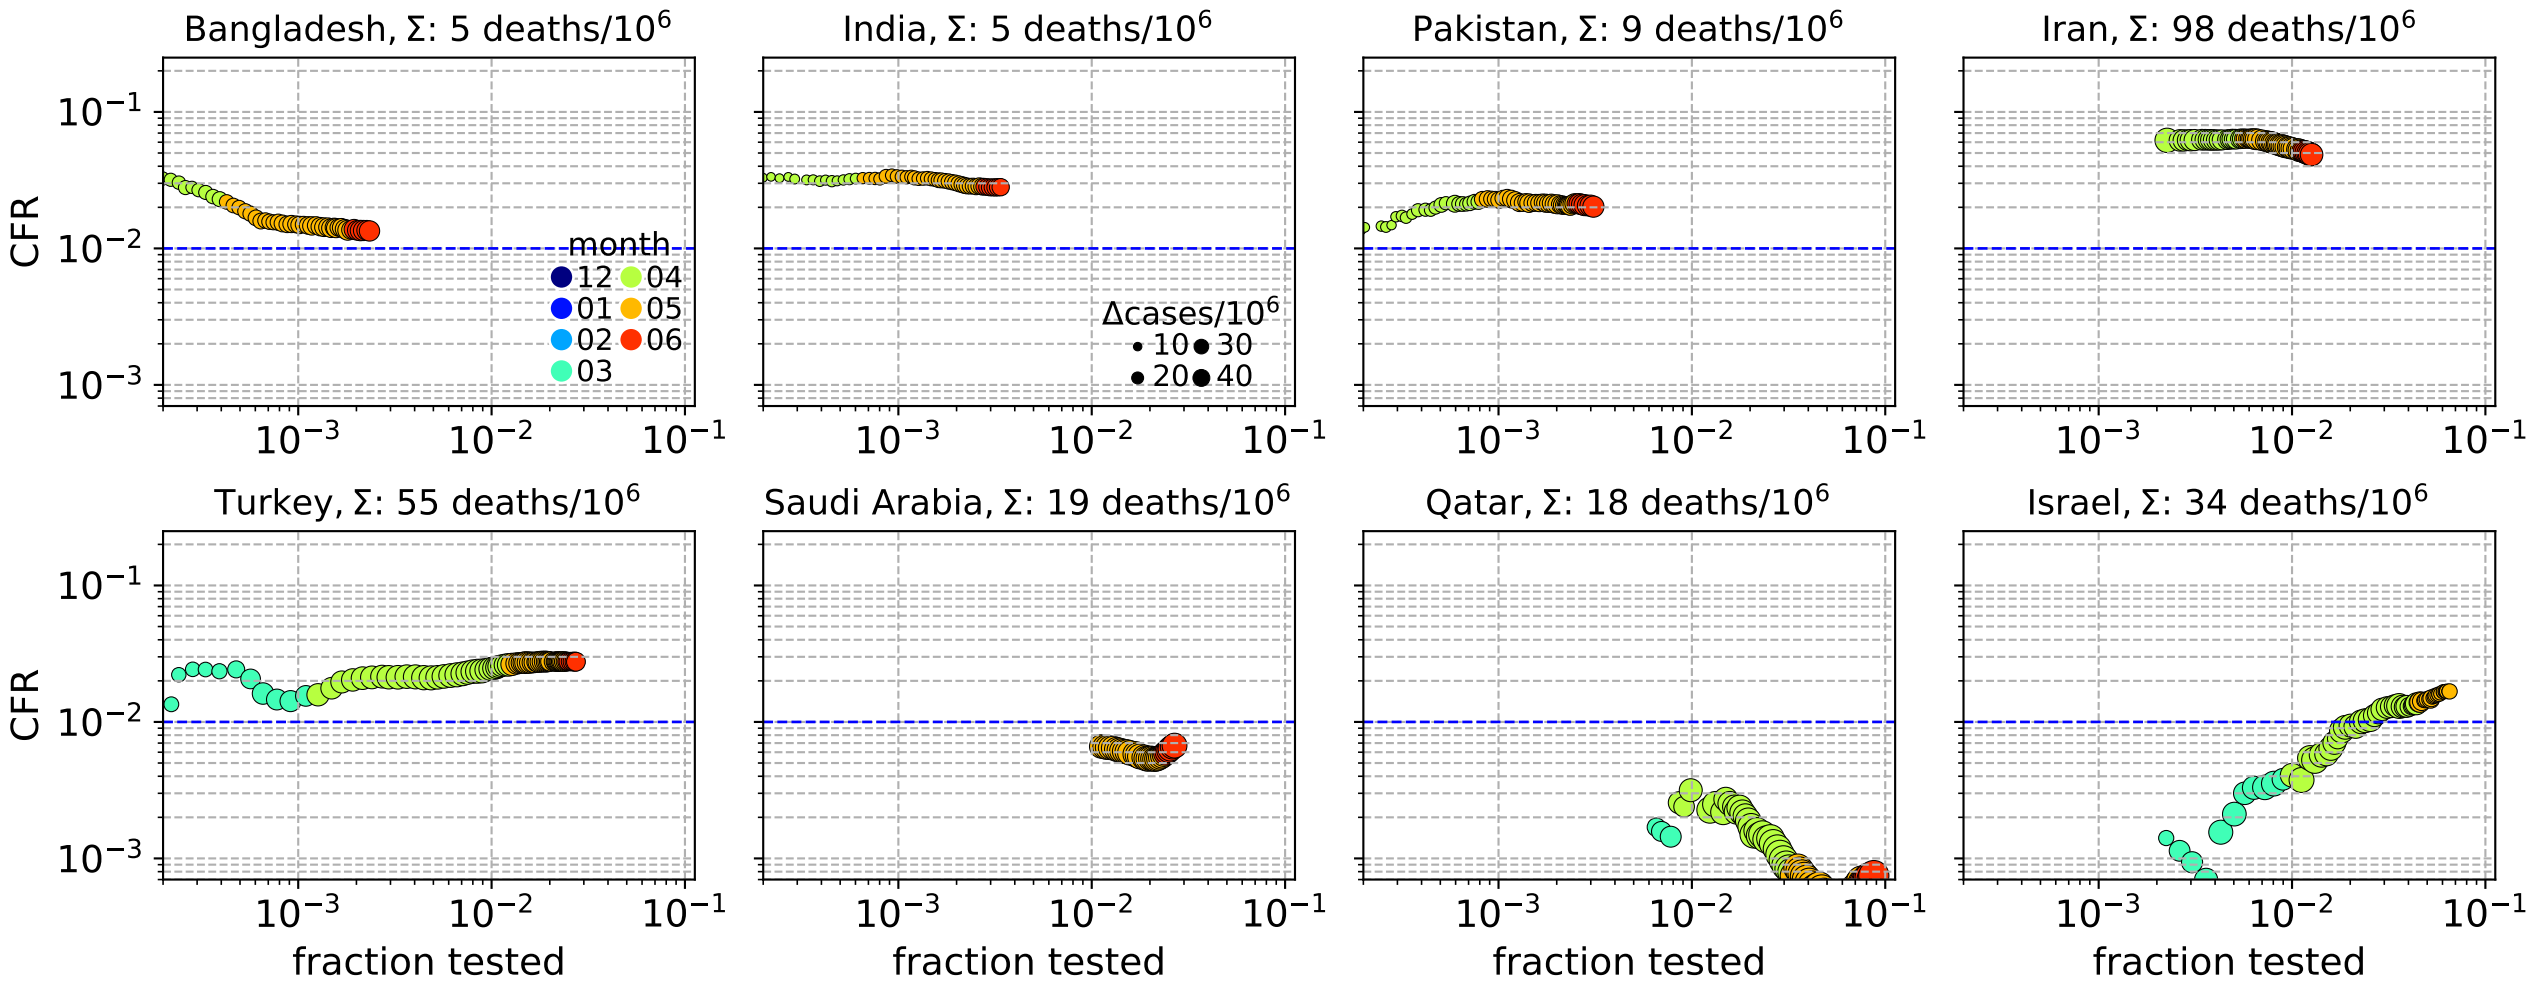 Bangladesh, Σ: 5 deaths/10⁶
India, Σ: 5 deaths/10⁶
Pakistan, Σ: 9 deaths/10⁶
Iran, Σ: 98 deaths/10⁶
CFR
10⁻¹
10⁻²
10⁻³
month
12 04
01 05
02 06
03
Δcases/10⁶
10 30
20 40
10⁻³ 10⁻² 10⁻¹
10⁻³ 10⁻² 10⁻¹
10⁻³ 10⁻² 10⁻¹
10⁻³ 10⁻² 10⁻¹
Turkey, Σ: 55 deaths/10⁶
Saudi Arabia, Σ: 19 deaths/10⁶
Qatar, Σ: 18 deaths/10⁶
Israel, Σ: 34 deaths/10⁶
CFR
10⁻¹
10⁻²
10⁻³
10⁻³ 10⁻² 10⁻¹
10⁻³ 10⁻² 10⁻¹
10⁻³ 10⁻² 10⁻¹
10⁻³ 10⁻² 10⁻¹
fraction tested
fraction tested
fraction tested
fraction tested